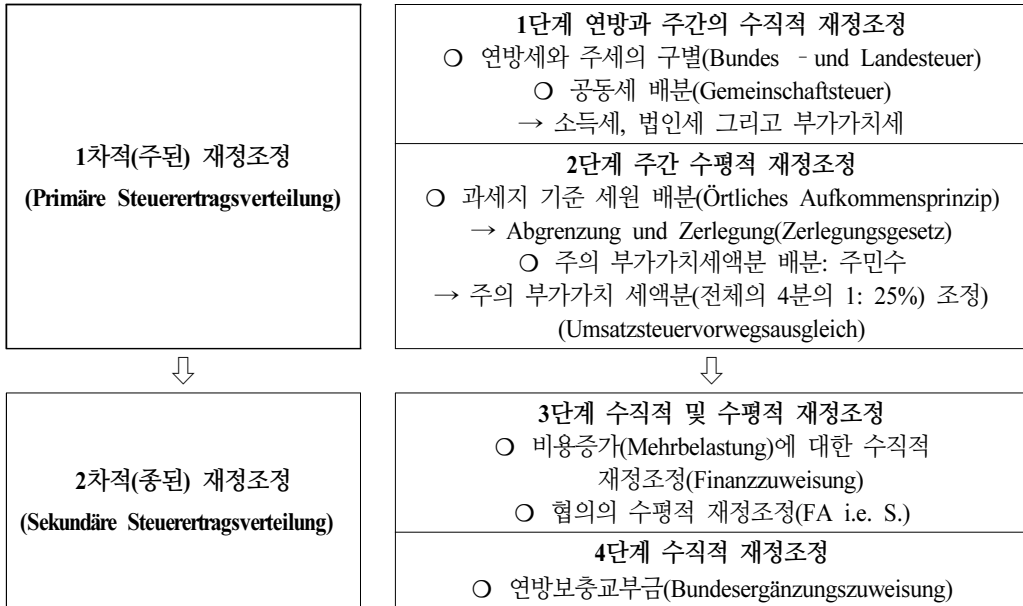 1차적(주된) 재정조정
(Primäre Steuerertragsverteilung)
1단계 연방과 주간의 수직적 재정조정
❍ 연방세와 주세의 구별(Bundes – und Landesteuer)
❍ 공동세 배분(Gemeinschaftsteuer)
→ 소득세, 법인세 그리고 부가가치세
2단계 주간 수평적 재정조정
❍ 과세지 기준 세원 배분(Örtliches Aufkommensprinzip)
→ Abgrenzung und Zerlegung(Zerlegungsgesetz)
❍ 주의 부가가치세액분 배분: 주민수
→ 주의 부가가치 세액분(전체의 4분의 1: 25%) 조정)
(Umsatzsteuervorwegsausgleich)
⇩ ⇩
2차적(종된) 재정조정
(Sekundäre Steuerertragsverteilung)
3단계 수직적 및 수평적 재정조정
❍ 비용증가(Mehrbelastung)에 대한 수직적
재정조정(Finanzzuweisung)
❍ 협의의 수평적 재정조정(FA i.e. S.)
4단계 수직적 재정조정
❍ 연방보충교부금(Bundesergänzungszuweisung)